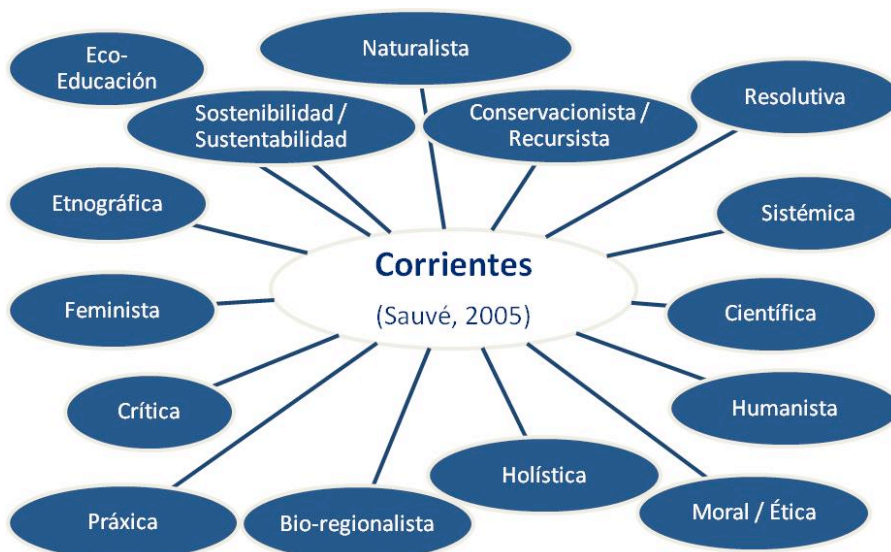 Naturalista
Eco-
Educación
Sostenibilidad /
Sustentabilidad
Conservacionista /
Recursista
Resolutiva
Etnográfica
Sistémica
Corrientes
(Sauvé, 2005)
Feminista
Científica
Crítica
Humanista
Holística
Práxica
Bio-regionalista
Moral / Ética